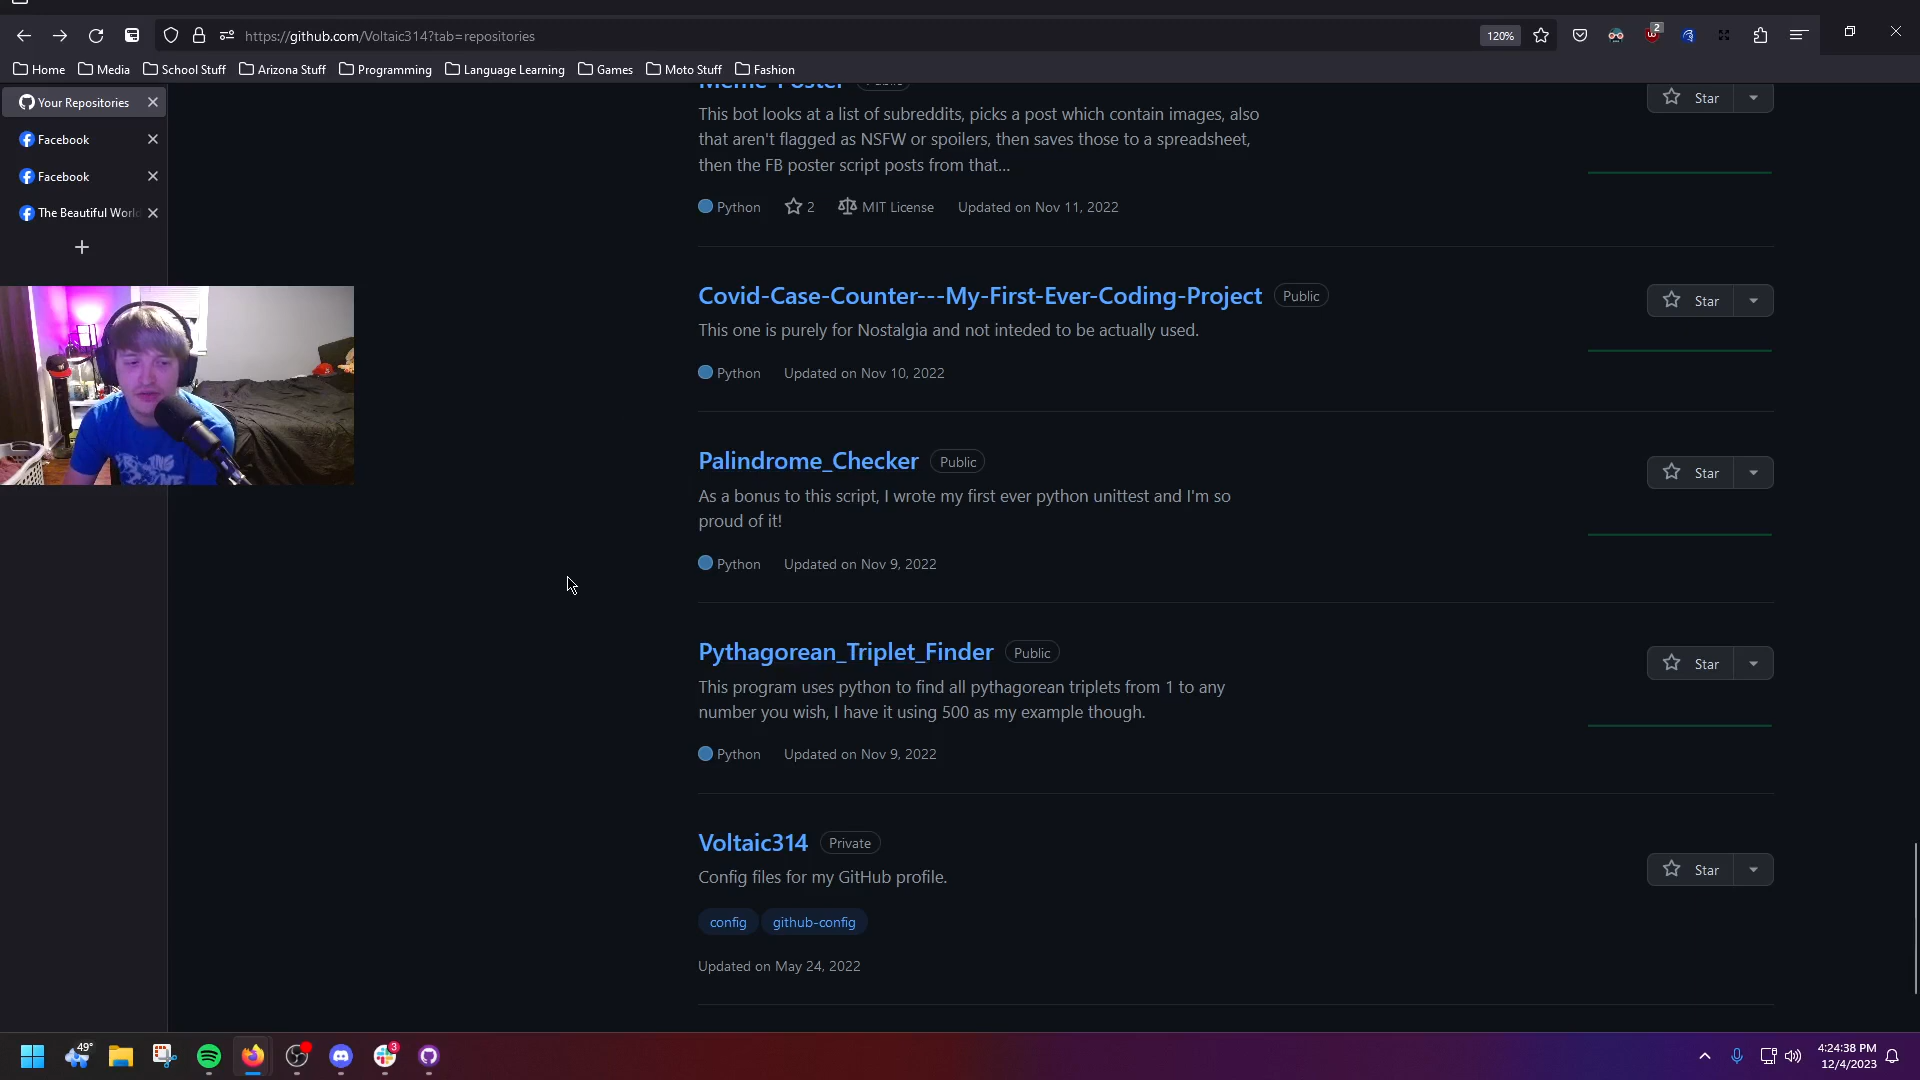 https://github.com/Voltaic314?tab=repositories
120%
2
Home
Media
School Stuff
Arizona Stuff
Programming
Language Learning
Games
Moto Stuff
Fashion
Your Repositories
Facebook
Facebook
The Beautiful World
Meme-Poster
Public
This bot looks at a list of subreddits, picks a post which contain images, also
that aren't flagged as NSFW or spoilers, then saves those to a spreadsheet,
then the FB poster script posts from that...
Python 2 MIT License Updated on Nov 11, 2022
Star
Covid-Case-Counter---My-First-Ever-Coding-Project Public
This one is purely for Nostalgia and not inteded to be actually used.
Python Updated on Nov 10, 2022
Star
Palindrome_Checker Public
As a bonus to this script, I wrote my first ever python unittest and I'm so
proud of it!
Python Updated on Nov 9, 2022
Star
Pythagorean_Triplet_Finder Public
This program uses python to find all pythagorean triplets from 1 to any
number you wish, I have it using 500 as my example though.
Python Updated on Nov 9, 2022
Star
Voltaic314 Private
Config files for my GitHub profile.
config github-config
Updated on May 24, 2022
Star
49°
3
4:24:38 PM
12/4/2023